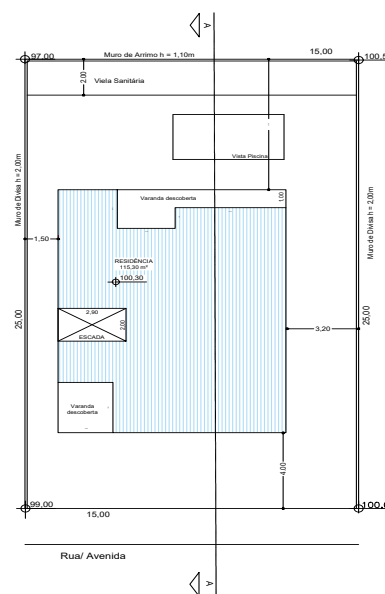 A
97,00
Muro de Arrimo h = 1,10m
15,00
100,5
2,00
Viela Sanitária
Vista Piscina
Muro de Divisa h = 2,00m
Muro de Divisa h = 2,00m
Varanda descoberta
1,00
1,50
RESIDÊNCIA
115,30 m²
100,30
2,90
2,00
ESCADA
25,00
3,20
25,00
Varanda
descoberta
4,00
99,00
15,00
100,0
Rua/ Avenida
A